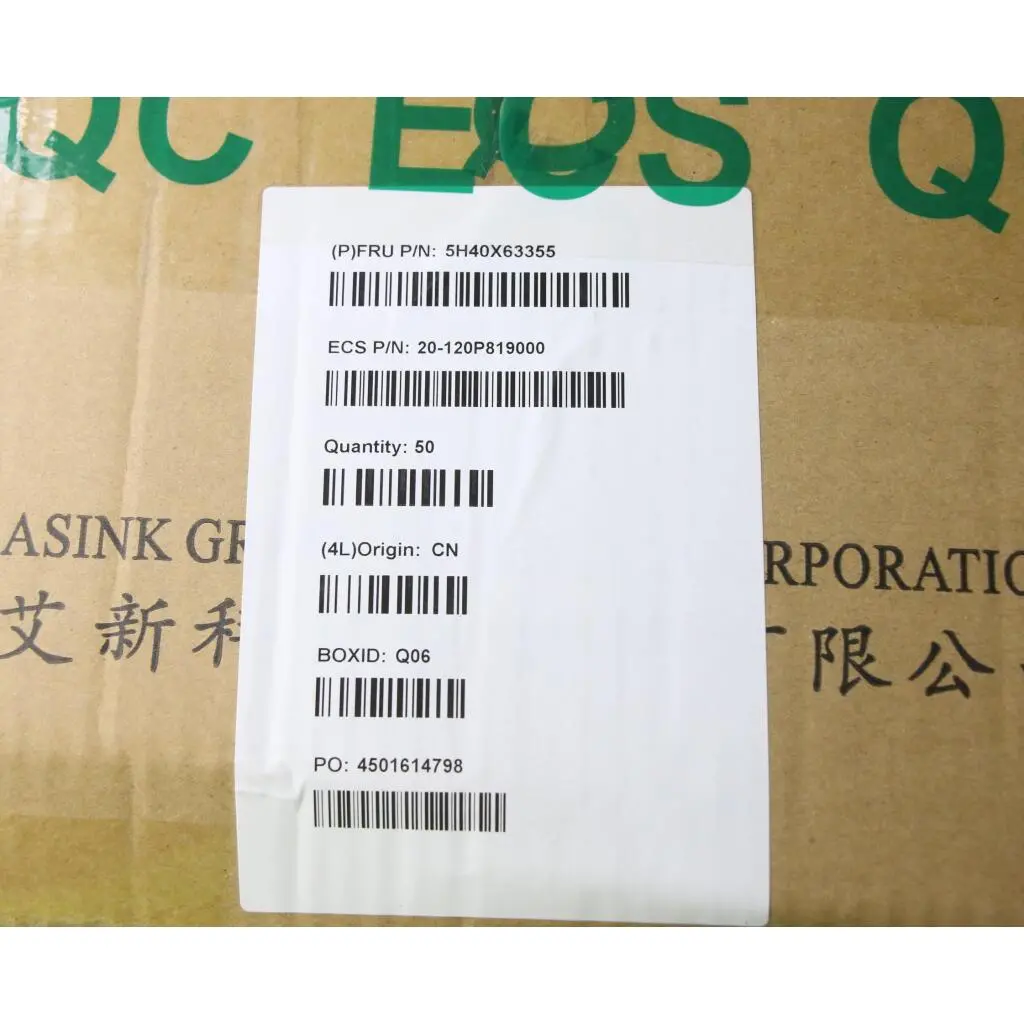 QC ECS Q
(P)FRU P/N: 5H40X63355
ECS P/N: 20-120P819000
Quantity: 50
(4L)Origin: CN
ASINK GR RPORATIO
艾新科 有限公
BOXID: Q06
PO: 4501614798